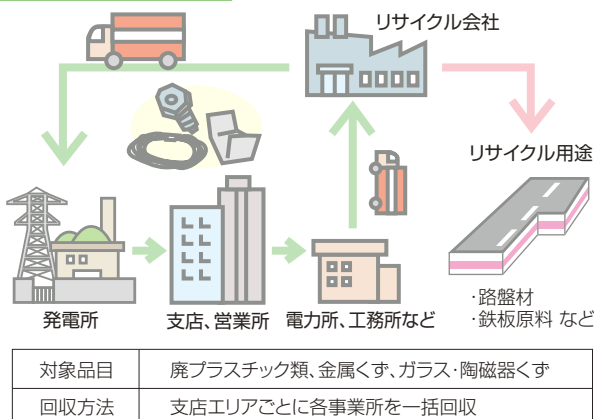 リサイクル会社
リサイクル用途
発電所
支店、営業所
電力所、工務所など
・路盤材
・鉄板原料 など
対象品目
廃プラスチック類、金属くず、ガラス・陶磁器くず
回収方法
支店エリアごとに各事業所を一括回収